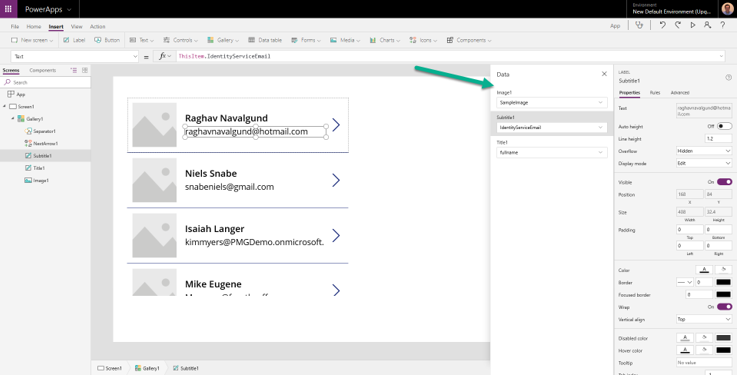 PowerApps
Environment
New Default Environment (Upg...
File Home Insert View Action
App
New screen Label Button Text Controls Gallery Data table Forms Media Charts Icons Components
Text = fx ThisItem.IdentityServiceEmail
Screens Components
Search
App
Screen1
Gallery1
Separator1
NextArrow1
Subtitle1
Title1
Image1
Raghav Navalgund
raghavnavalgund@hotmail.com
Niels Snabe
snabeniels@gmail.com
Isaiah Langer
kimmyers@PMGDemo.onmicrosoft.
Mike Eugene
Data
Image1
SampleImage
Subtitle1
IdentityServiceEmail
Title1
fullname
LABEL
Subtitle1
Properties Rules Advanced
Text raghavnavalgund@hotmail.com
Auto height Off
Line height 1.2
Overflow Hidden
Display mode Edit
Visible On
Position 168 84
X Y
Size
Width Height
Padding 0 0
Top Bottom
0 0
Left Right
Color A
Border 0
Focused border 0
Wrap On
Vertical align Top
Disabled color A
Hover color A
Tooltip No value
Screen1 Gallery1 Subtitle1